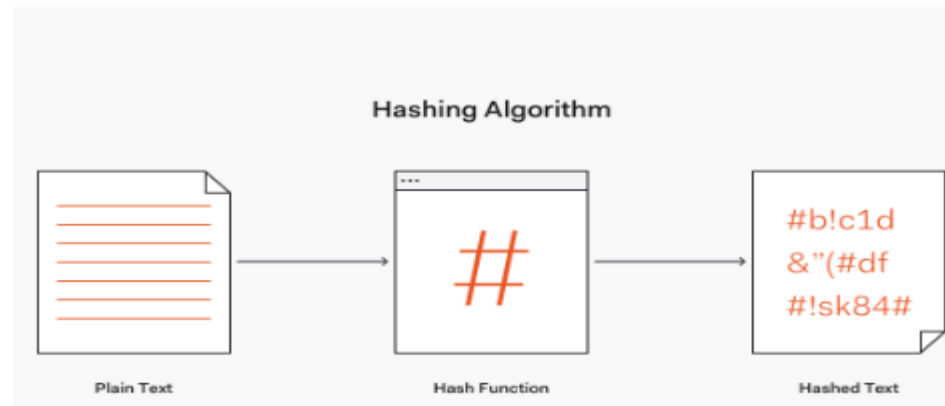 Hashing Algorithm
#
#b!c1d
&”(#df
#!sk84#
Plain Text
Hash Function
Hashed Text